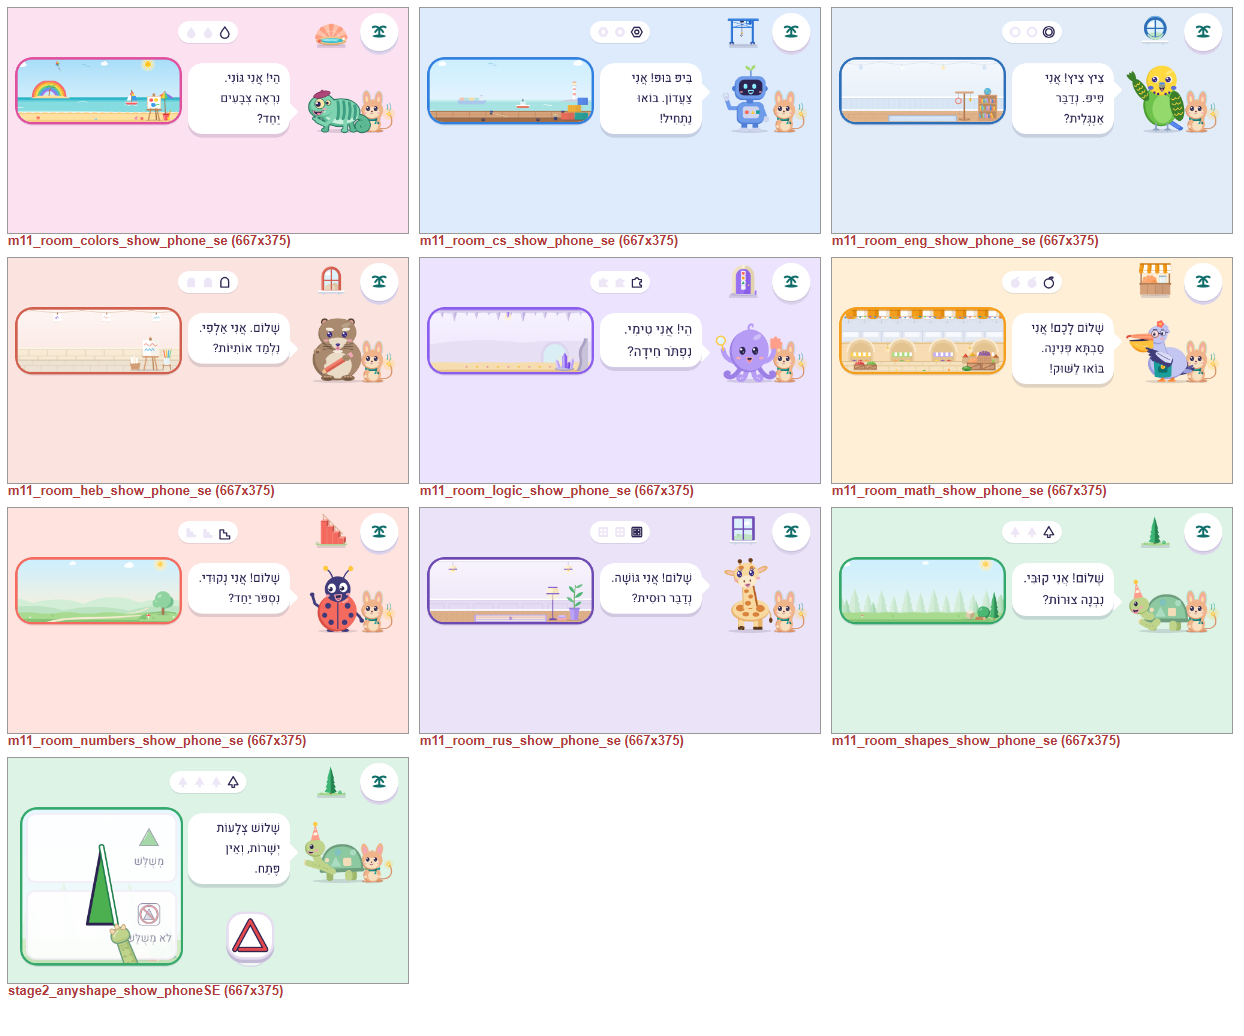 הַי! אֲנִי גּוֹנִי.
נִרְאֶה צְבָעִים
יַחַד?
m11_room_colors_show_phone_se (667x375)
בִּיפּ בּוּפּ! אֲנִי
צַעֲדוֹן. בּוֹאוּ
נַתְחִיל!
m11_room_cs_show_phone_se (667x375)
צִיץ צִיץ! אֲנִי
פִּיפּ. נְדַבֵּר
אַנְגְּלִית?
m11_room_eng_show_phone_se (667x375)
שָׁלוֹם. אֲנִי אַלְפִי.
נִלְמַד אוֹתִיּוֹת?
m11_room_heb_show_phone_se (667x375)
הַי! אֲנִי טִימִי.
נִפְתֹּר חִידָה?
m11_room_logic_show_phone_se (667x375)
שָׁלוֹם לָכֶם! אֲנִי
סַבְתָּא פְּנִינָה.
בּוֹאוּ לַשּׁוּק!
m11_room_math_show_phone_se (667x375)
שָׁלוֹם! אֲנִי נְקוּדִּי.
נִסְפֹּר יַחַד?
m11_room_numbers_show_phone_se (667x375)
שָׁלוֹם! אֲנִי גּוֹשָׁה.
נְדַבֵּר רוּסִית?
m11_room_rus_show_phone_se (667x375)
שָׁלוֹם! אֲנִי קוּבִּי.
נִבְנֶה צוּרוֹת?
m11_room_shapes_show_phone_se (667x375)
שָׁלוֹשׁ צְלָעוֹת
יְשָׁרוֹת, וְאֵין
פֶּתַח.
מְשֻׁלָּשׁ
לֹא מְשֻׁלָּשׁ
stage2_anyshape_show_phoneSE (667x375)